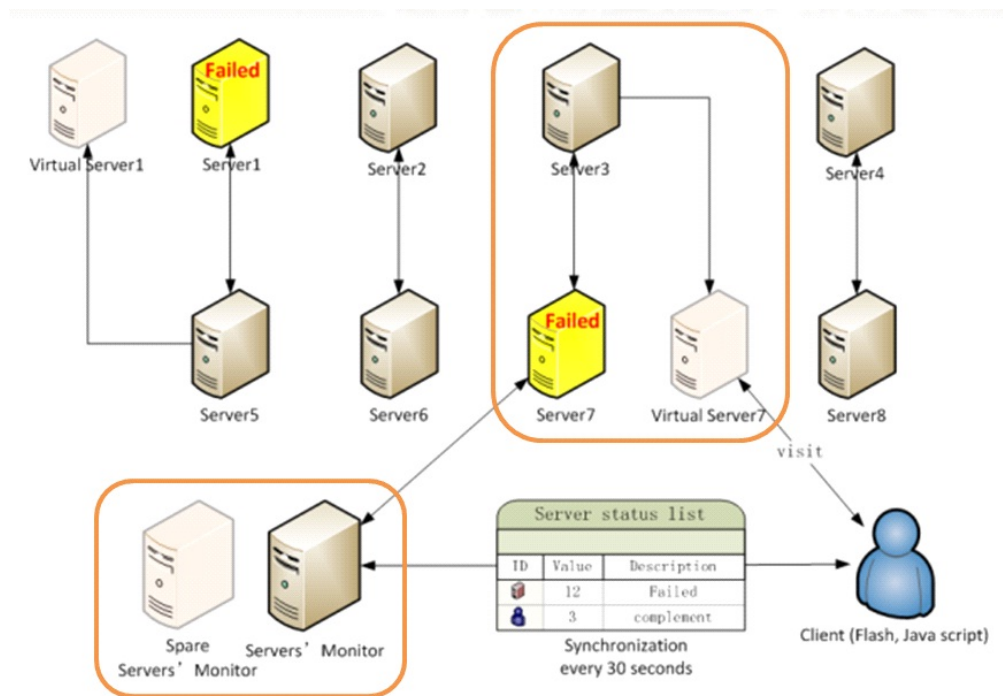 Failed
Virtual Server1
Server1
Server2
Server3
Server4
Failed
Server5
Server6
Server7
Virtual Server7
Server8
visit
Server status list
ID Value Description
12 Failed
3 complement
Spare
Servers' Monitor
Servers' Monitor
Synchronization
every 30 seconds
Client (Flash, Java script)